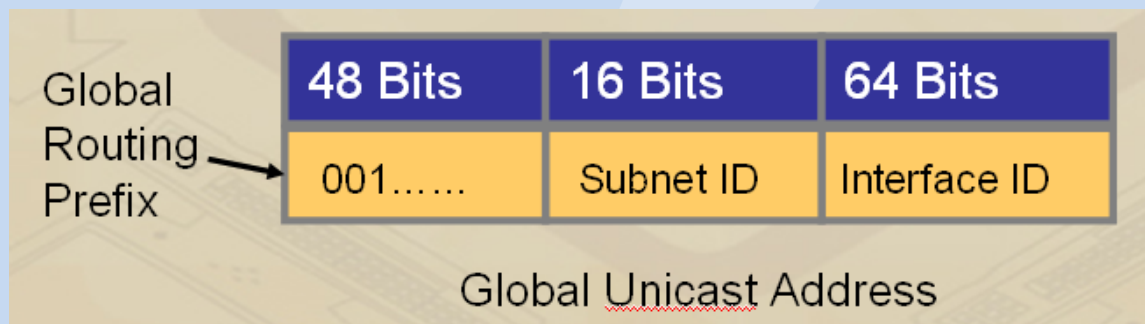 Global
Routing
Prefix
48 Bits 16 Bits 64 Bits
001...... Subnet ID Interface ID
Global Unicast Address